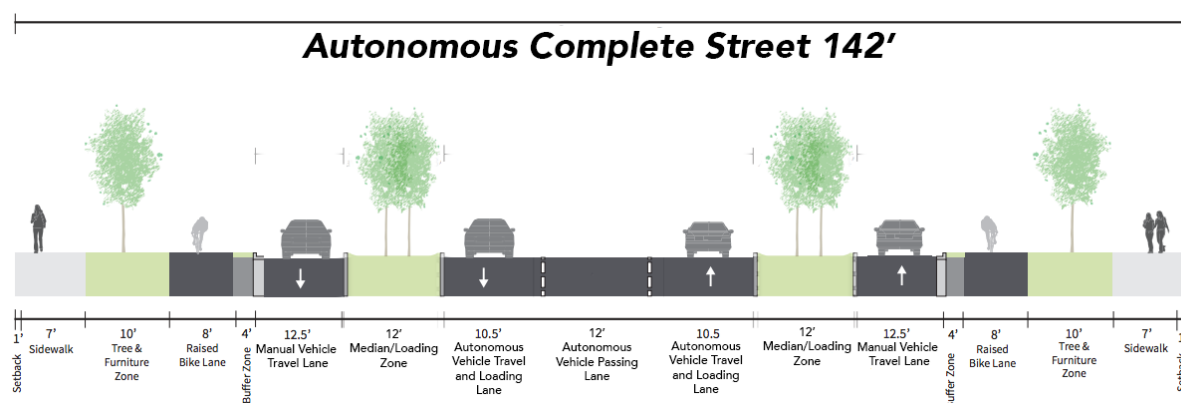 Autonomous Complete Street 142'
1' 7' 10' 8' 4' 12.5' 12' 10.5' 12' 10.5 12' 12.5' 4' 8' 10' 7' 1'
Setback
Sidewalk
Tree &
Furniture
Zone
Raised
Bike Lane
Buffer Zone
Manual Vehicle
Travel Lane
Median/Loading
Zone
Autonomous
Vehicle Travel
and Loading
Lane
Autonomous
Vehicle Passing
Lane
Autonomous
Vehicle Travel
and Loading
Lane
Median/Loading
Zone
Manual Vehicle
Travel Lane
Buffer Zone
Raised
Bike Lane
Tree &
Furniture
Zone
Sidewalk
Setback